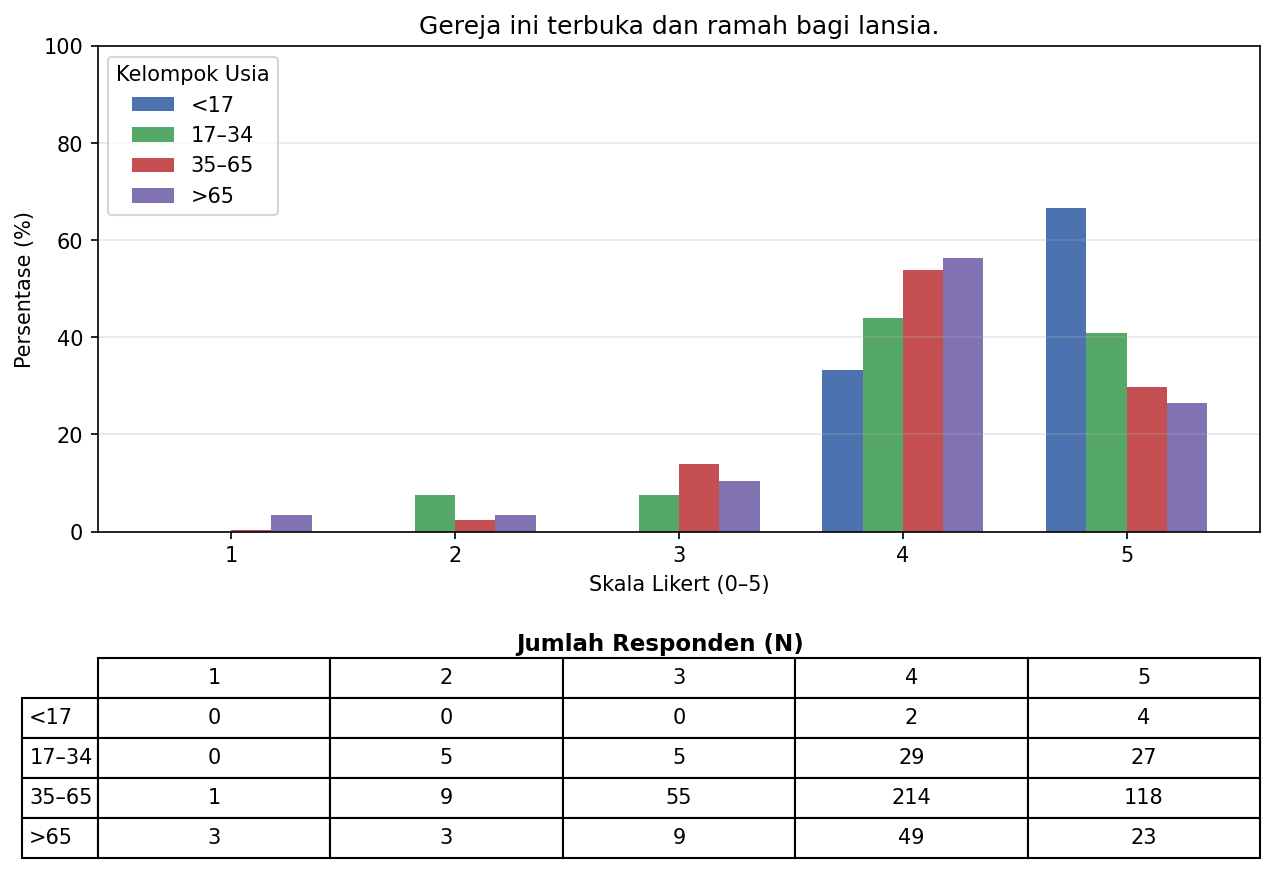 Gereja ini terbuka dan ramah bagi lansia.
100
80
60
40
20
0
Persentase (%)
Kelompok Usia
<17
17–34
35–65
>65
1 2 3 4 5
Skala Likert (0–5)
Jumlah Responden (N)
1 2 3 4 5
<17 0 0 0 2 4
17–34 0 5 5 29 27
35–65 1 9 55 214 118
>65 3 3 9 49 23